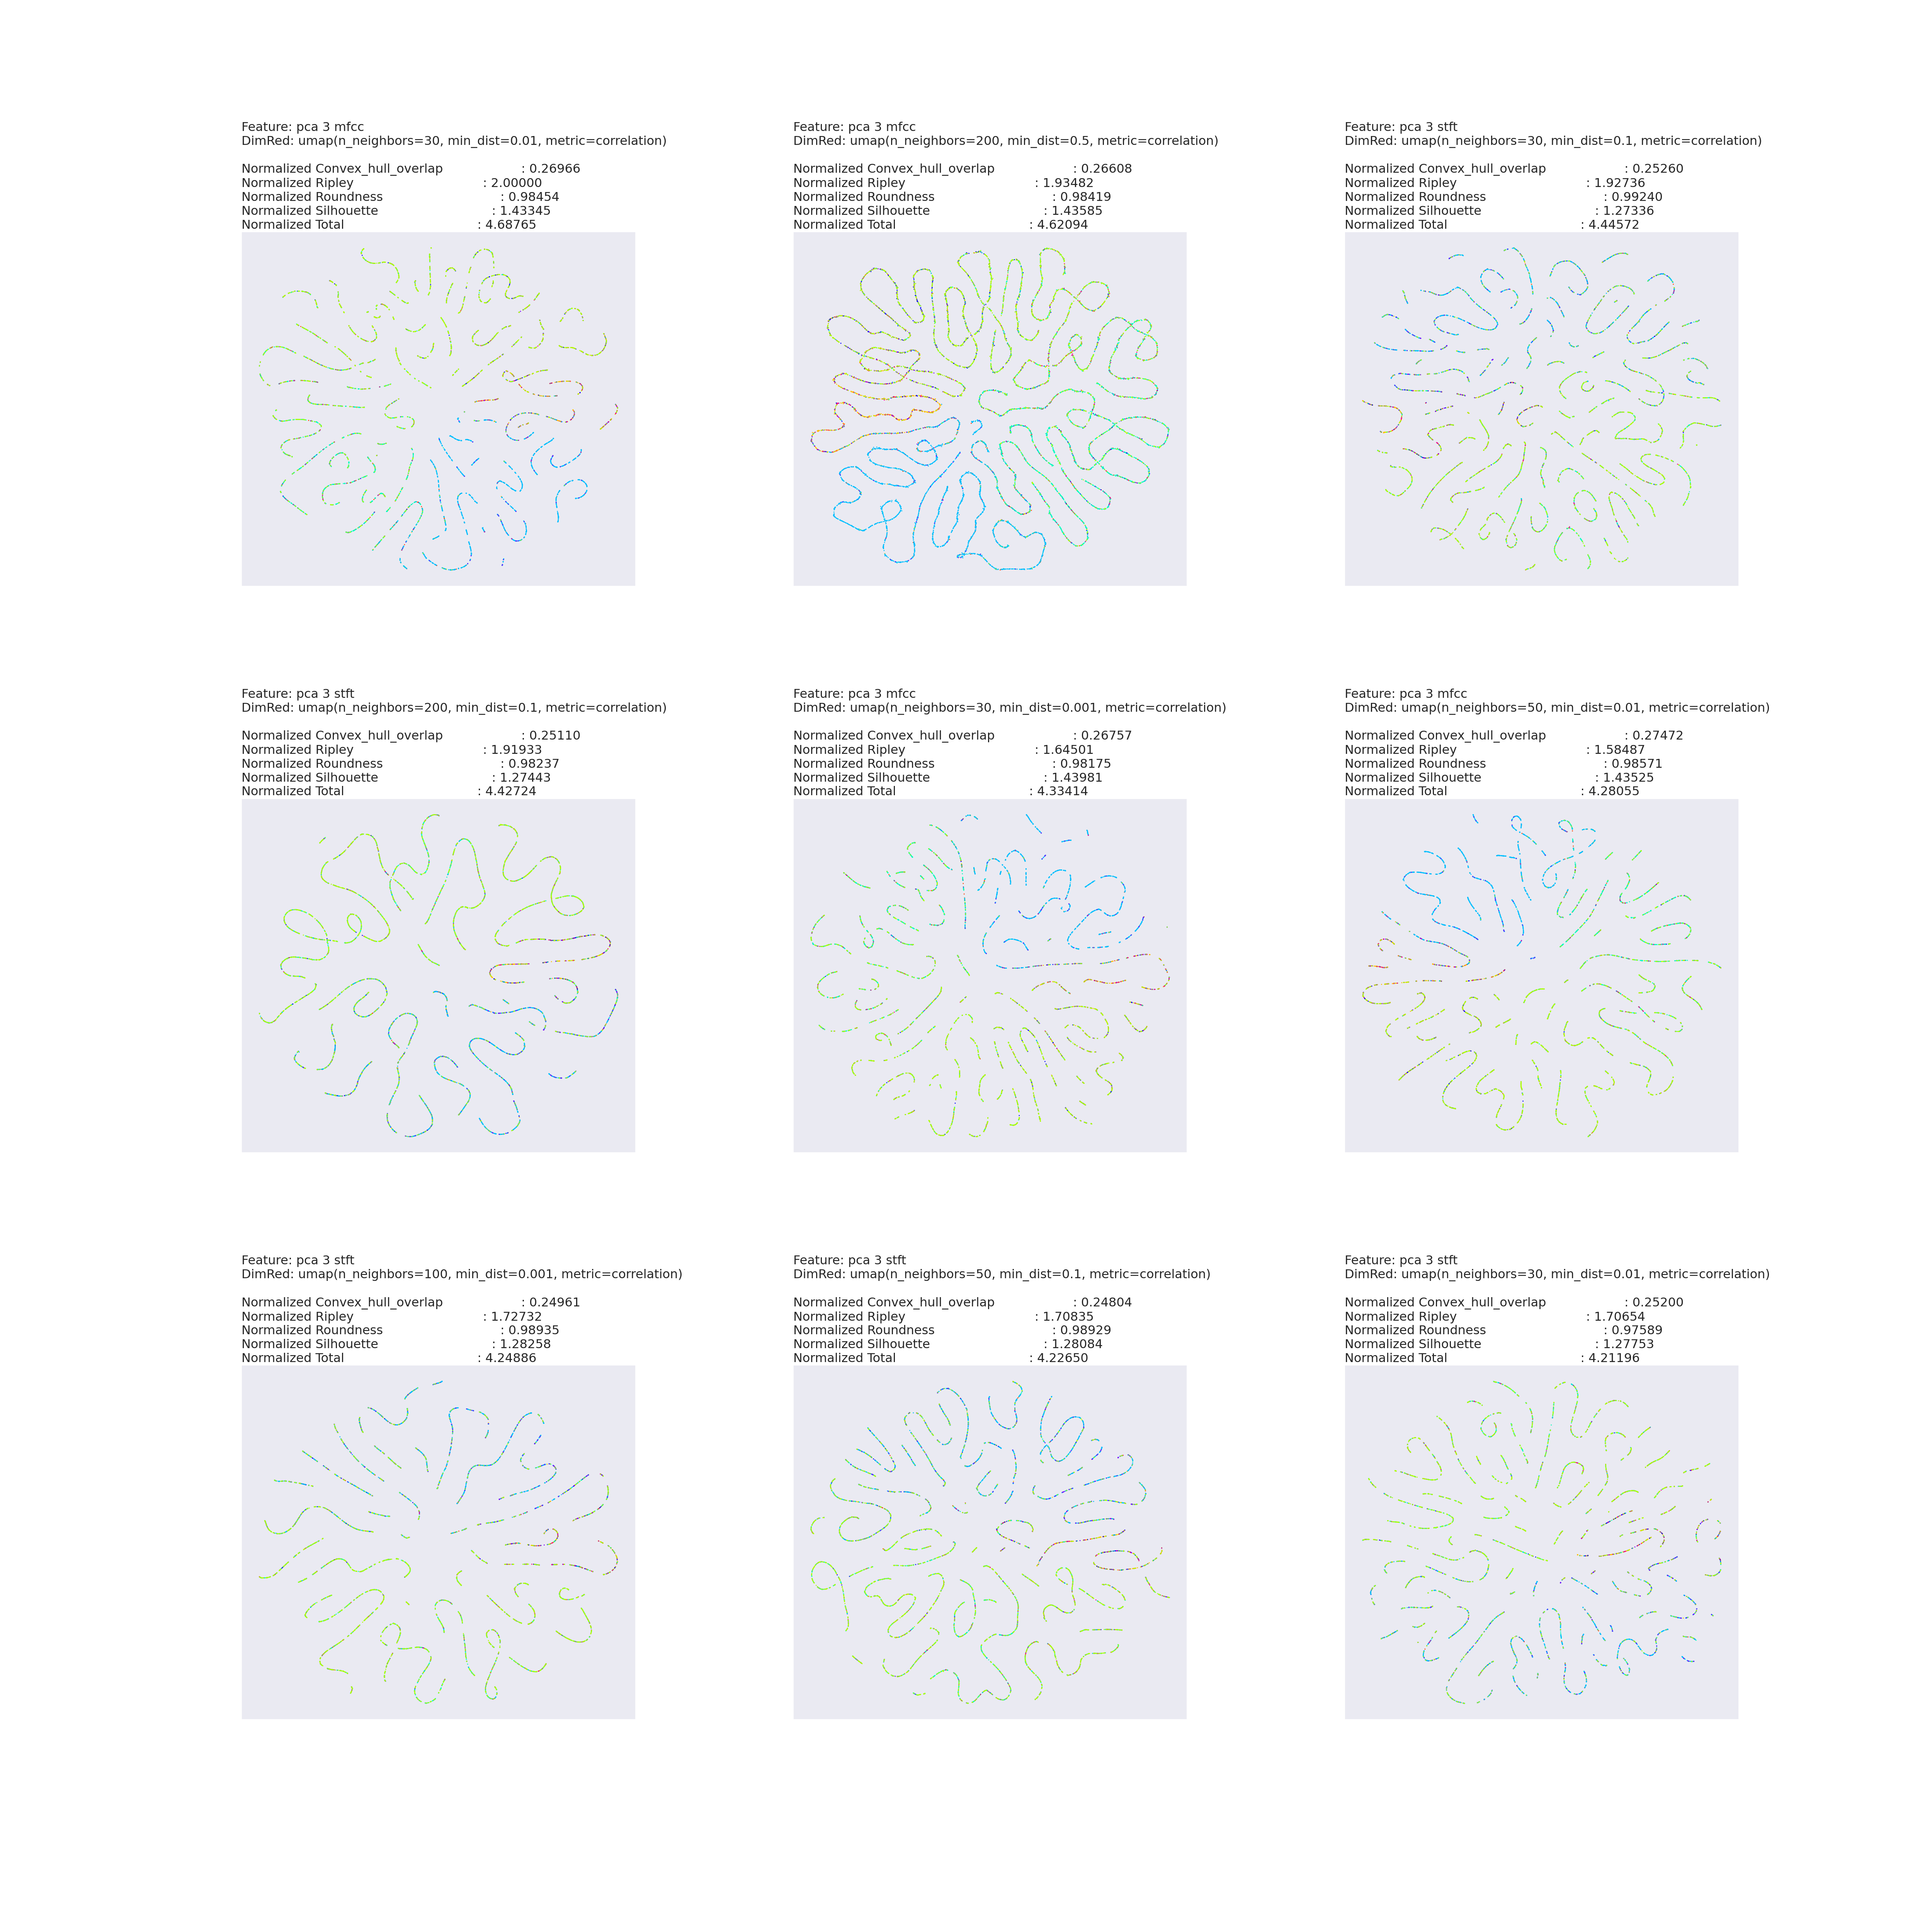 Feature: pca 3 mfcc
DimRed: umap(n_neighbors=30, min_dist=0.01, metric=correlation)
Normalized Convex_hull_overlap : 0.26966
Normalized Ripley : 2.00000
Normalized Roundness : 0.98454
Normalized Silhouette : 1.43345
Normalized Total : 4.68765
Feature: pca 3 mfcc
DimRed: umap(n_neighbors=200, min_dist=0.5, metric=correlation)
Normalized Convex_hull_overlap : 0.26608
Normalized Ripley : 1.93482
Normalized Roundness : 0.98419
Normalized Silhouette : 1.43585
Normalized Total : 4.62094
Feature: pca 3 stft
DimRed: umap(n_neighbors=30, min_dist=0.1, metric=correlation)
Normalized Convex_hull_overlap : 0.25260
Normalized Ripley : 1.92736
Normalized Roundness : 0.99240
Normalized Silhouette : 1.27336
Normalized Total : 4.44572
Feature: pca 3 stft
DimRed: umap(n_neighbors=200, min_dist=0.1, metric=correlation)
Normalized Convex_hull_overlap : 0.25110
Normalized Ripley : 1.91933
Normalized Roundness : 0.98237
Normalized Silhouette : 1.27443
Normalized Total : 4.42724
Feature: pca 3 mfcc
DimRed: umap(n_neighbors=30, min_dist=0.001, metric=correlation)
Normalized Convex_hull_overlap : 0.26757
Normalized Ripley : 1.64501
Normalized Roundness : 0.98175
Normalized Silhouette : 1.43981
Normalized Total : 4.33414
Feature: pca 3 mfcc
DimRed: umap(n_neighbors=50, min_dist=0.01, metric=correlation)
Normalized Convex_hull_overlap : 0.27472
Normalized Ripley : 1.58487
Normalized Roundness : 0.98571
Normalized Silhouette : 1.43525
Normalized Total : 4.28055
Feature: pca 3 stft
DimRed: umap(n_neighbors=100, min_dist=0.001, metric=correlation)
Normalized Convex_hull_overlap : 0.24961
Normalized Ripley : 1.72732
Normalized Roundness : 0.98935
Normalized Silhouette : 1.28258
Normalized Total : 4.24886
Feature: pca 3 stft
DimRed: umap(n_neighbors=50, min_dist=0.1, metric=correlation)
Normalized Convex_hull_overlap : 0.24804
Normalized Ripley : 1.70835
Normalized Roundness : 0.98929
Normalized Silhouette : 1.28084
Normalized Total : 4.22650
Feature: pca 3 stft
DimRed: umap(n_neighbors=30, min_dist=0.01, metric=correlation)
Normalized Convex_hull_overlap : 0.25200
Normalized Ripley : 1.70654
Normalized Roundness : 0.97589
Normalized Silhouette : 1.27753
Normalized Total : 4.21196